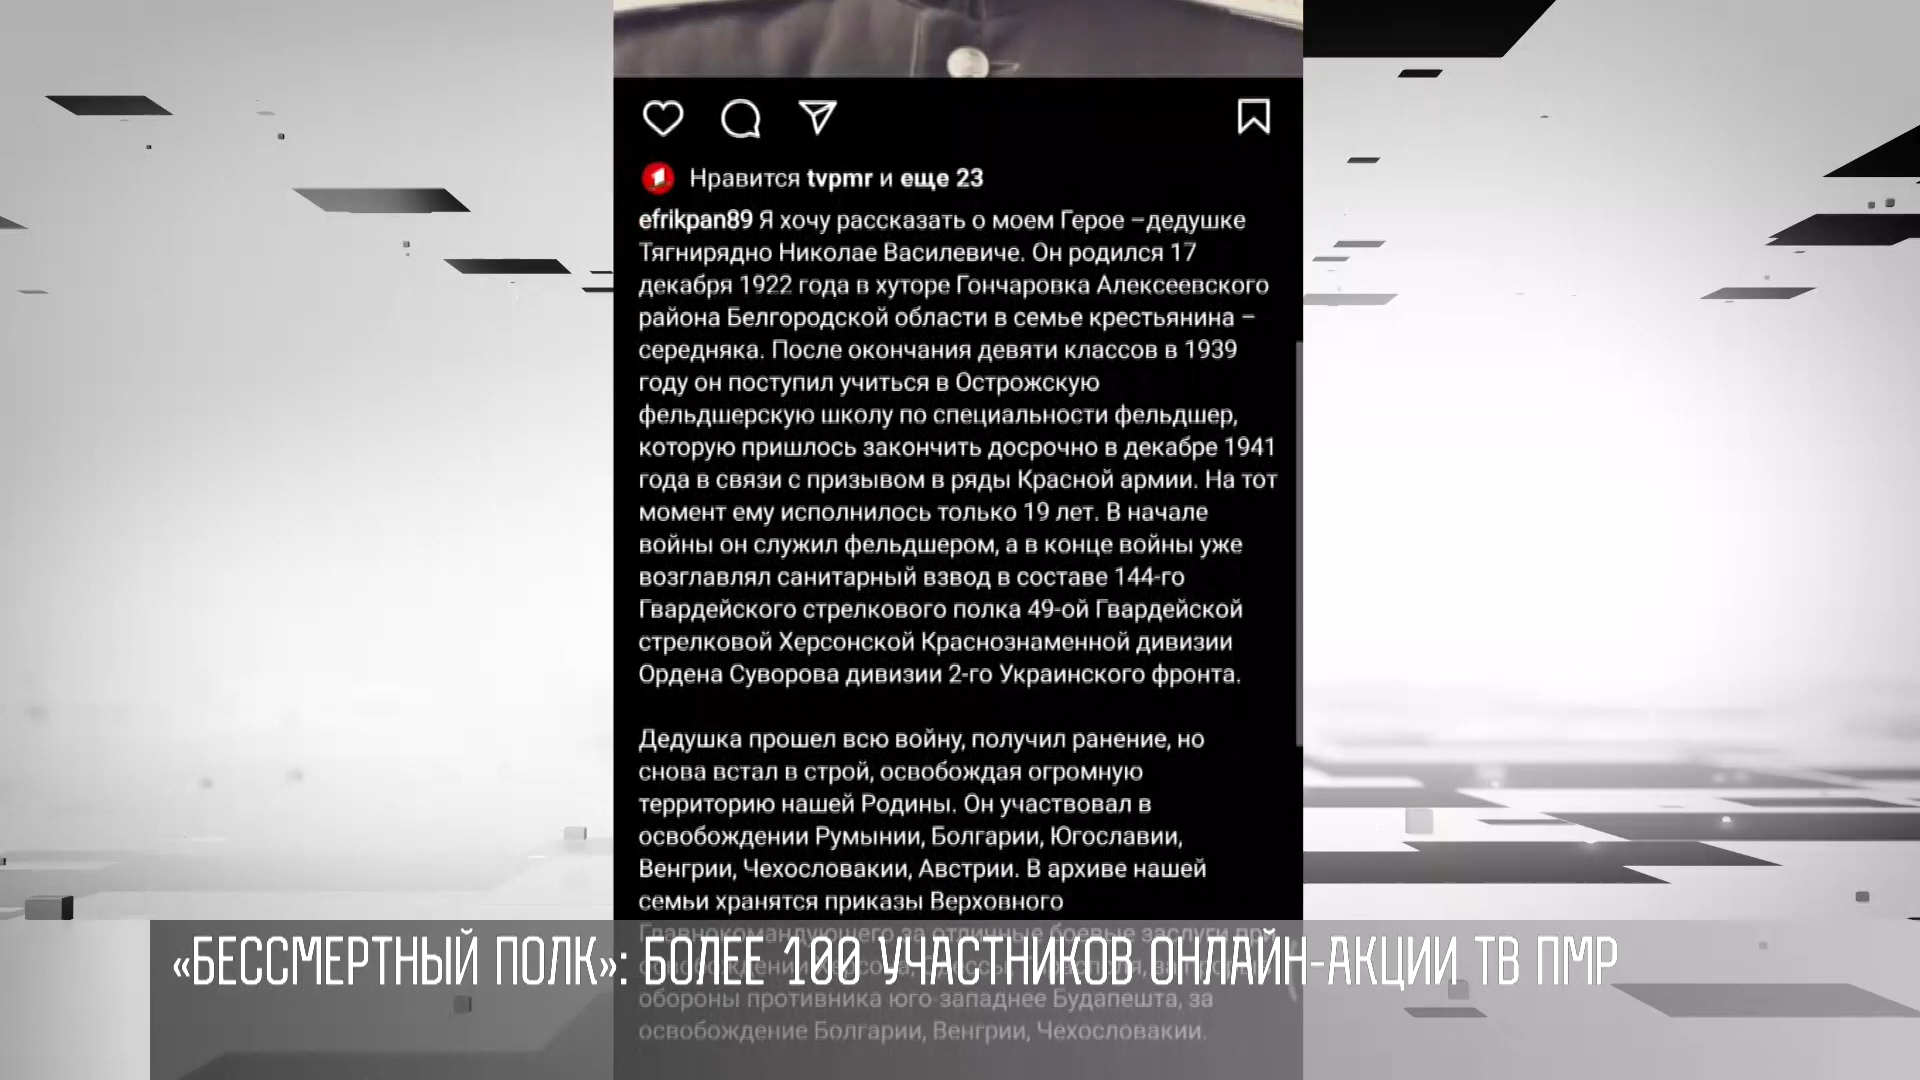 Нравится tvpmr и еще 23
efrikpan89 Я хочу рассказать о моем Герое –дедушке
Тягнирядно Николае Василевиче. Он родился 17
декабря 1922 года в хуторе Гончаровка Алексеевского
района Белгородской области в семье крестьянина –
середняка. После окончания девяти классов в 1939
году он поступил учиться в Острожскую
фельдшерскую школу по специальности фельдшер,
которую пришлось закончить досрочно в декабре 1941
года в связи с призывом в ряды Красной армии. На тот
момент ему исполнилось только 19 лет. В начале
войны он служил фельдшером, а в конце войны уже
возглавлял санитарный взвод в составе 144-го
Гвардейского стрелкового полка 49-ой Гвардейской
стрелковой Херсонской Краснознаменной дивизии
Ордена Суворова дивизии 2-го Украинского фронта.
Дедушка прошел всю войну, получил ранение, но
снова встал в строй, освобождая огромную
территорию нашей Родины. Он участвовал в
освобождении Румынии, Болгарии, Югославии,
Венгрии, Чехословакии, Австрии. В архиве нашей
семьи хранятся приказы Верховного
Главнокомандующего за отличные боевые заслуги при
«БЕССМЕРТНЫЙ ПОЛК»: БОЛЕЕ 100 УЧАСТНИКОВ ОНЛАЙН-АКЦИИ ТВ ПМР
обороны противника юго-западнее Будапешта, за
освобождение Болгарии, Венгрии, Чехословакии.